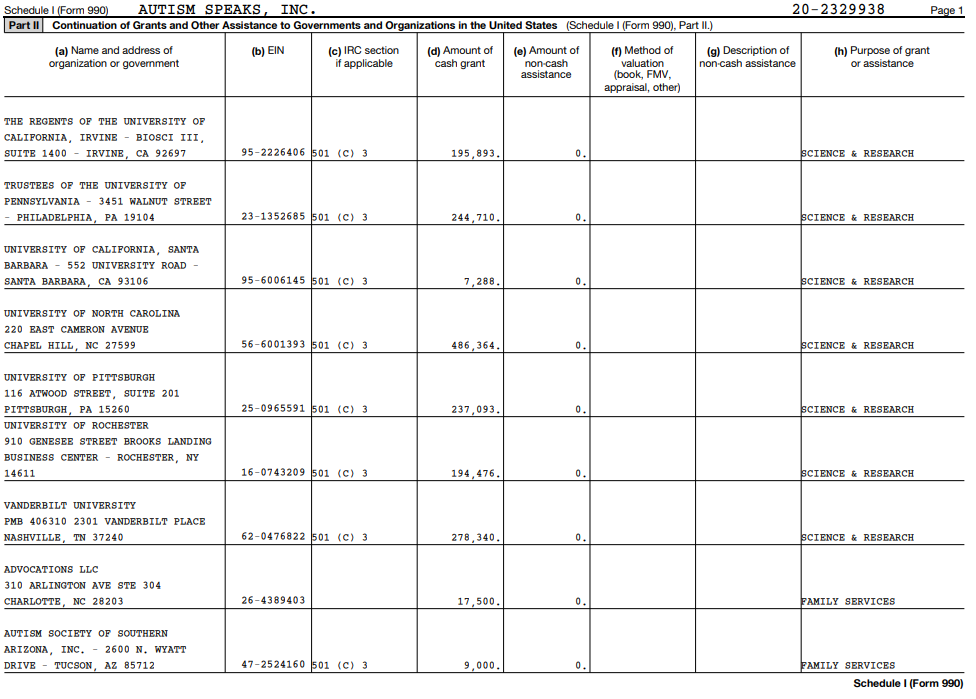 Schedule I (Form 990) AUTISM SPEAKS, INC. 20-2329938 Page 1
Part II Continuation of Grants and Other Assistance to Governments and Organizations in the United States (Schedule I (Form 990), Part II.)
(a) Name and address of organization or government (b) EIN (c) IRC section if applicable (d) Amount of cash grant (e) Amount of non-cash assistance (f) Method of valuation (book, FMV, appraisal, other) (g) Description of non-cash assistance (h) Purpose of grant or assistance
THE REGENTS OF THE UNIVERSITY OF
CALIFORNIA, IRVINE - BIOSCI III,
SUITE 1400 - IRVINE, CA 92697 95-2226406 501 (C) 3 195,893. 0. SCIENCE & RESEARCH
TRUSTEES OF THE UNIVERSITY OF
PENNSYLVANIA - 3451 WALNUT STREET
- PHILADELPHIA, PA 19104 23-1352685 501 (C) 3 244,710. 0. SCIENCE & RESEARCH
UNIVERSITY OF CALIFORNIA, SANTA
BARBARA - 552 UNIVERSITY ROAD -
SANTA BARBARA, CA 93106 95-6006145 501 (C) 3 7,288. 0. SCIENCE & RESEARCH
UNIVERSITY OF NORTH CAROLINA
220 EAST CAMERON AVENUE
CHAPEL HILL, NC 27599 56-6001393 501 (C) 3 486,364. 0. SCIENCE & RESEARCH
UNIVERSITY OF PITTSBURGH
116 ATWOOD STREET, SUITE 201
PITTSBURGH, PA 15260 25-0965591 501 (C) 3 237,093. 0. SCIENCE & RESEARCH
UNIVERSITY OF ROCHESTER
910 GENESEE STREET BROOKS LANDING
BUSINESS CENTER - ROCHESTER, NY
14611 16-0743209 501 (C) 3 194,476. 0. SCIENCE & RESEARCH
VANDERBILT UNIVERSITY
PMB 406310 2301 VANDERBILT PLACE
NASHVILLE, TN 37240 62-0476822 501 (C) 3 278,340. 0. SCIENCE & RESEARCH
ADVOCATIONS LLC
310 ARLINGTON AVE STE 304
CHARLOTTE, NC 28203 26-4389403 17,500. 0. FAMILY SERVICES
AUTISM SOCIETY OF SOUTHERN
ARIZONA, INC. - 2600 N. WYATT
DRIVE - TUCSON, AZ 85712 47-2524160 501 (C) 3 9,000. 0. FAMILY SERVICES
Schedule I (Form 990)